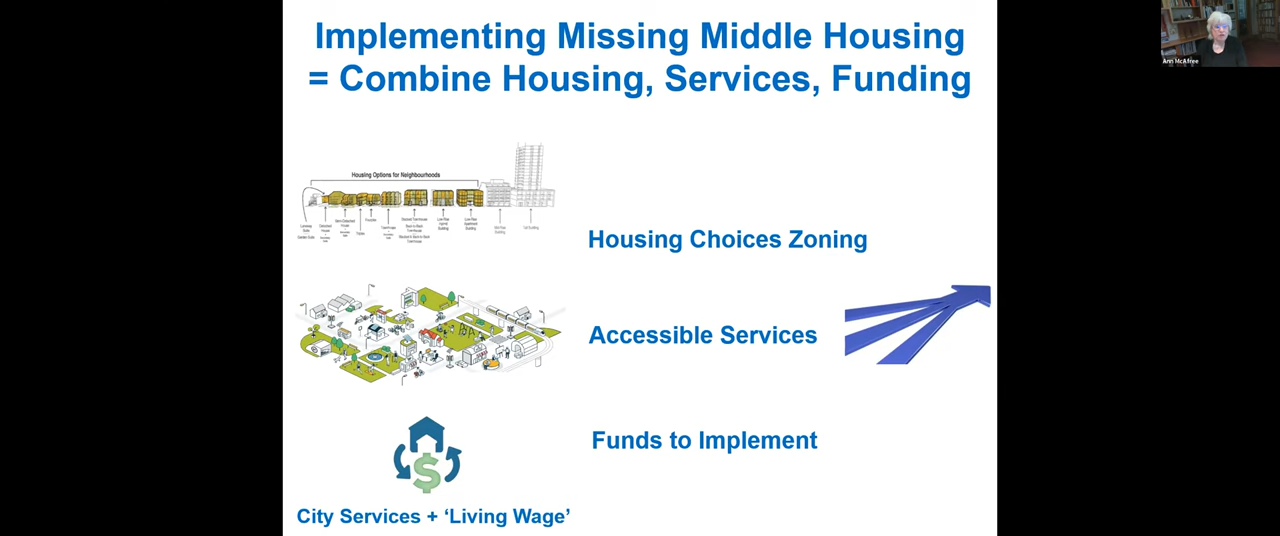 Implementing Missing Middle Housing
= Combine Housing, Services, Funding
Ann McAfree
Housing Options for Neighbourhoods
Housing Choices Zoning
Accessible Services
Funds to Implement
$
City Services + ‘Living Wage’